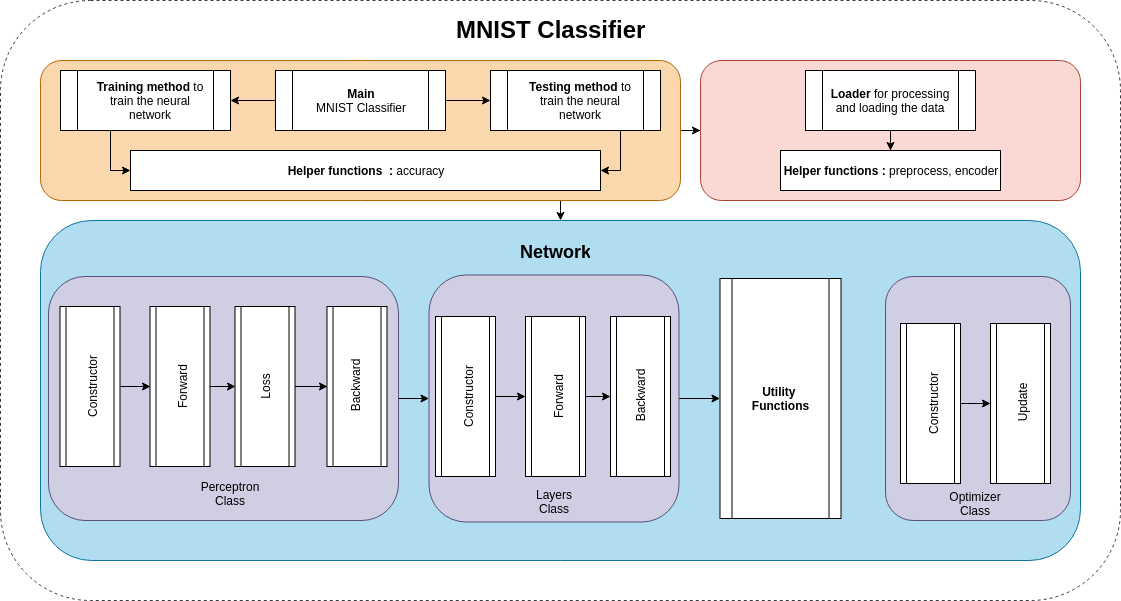 MNIST Classifier
Training method to
train the neural
network
Main
MNIST Classifier
Testing method to
train the neural
network
Helper functions : accuracy
Loader for processing
and loading the data
Helper functions : preprocess, encoder
Network
Constructor
Forward
Loss
Backward
Perceptron
Class
Constructor
Forward
Backward
Layers
Class
Utility
Functions
Constructor
Update
Optimizer
Class